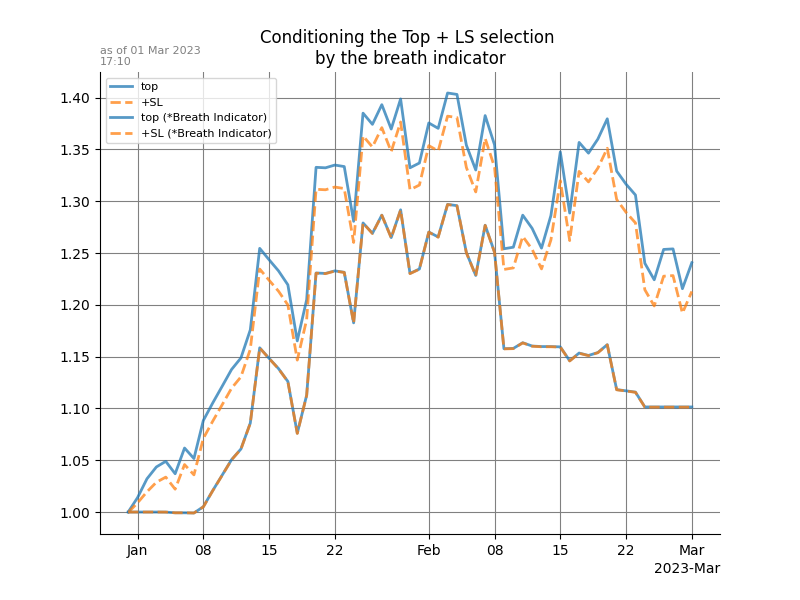 Conditioning the Top + LS selection
by the breath indicator
as of 01 Mar 2023
17:10
top
+SL
top (*Breath Indicator)
+SL (*Breath Indicator)
1.40
1.35
1.30
1.25
1.20
1.15
1.10
1.05
1.00
Jan 08 15 22 Feb 08 15 22 Mar
2023-Mar